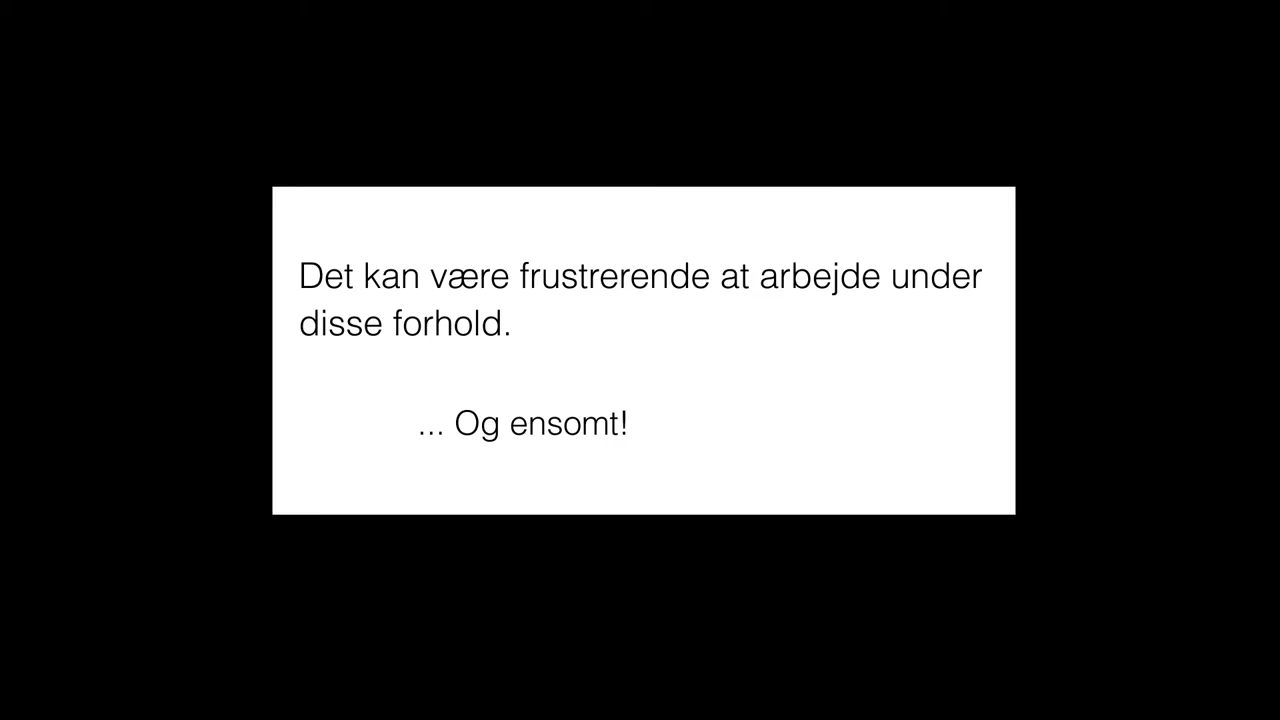 Det kan være frustrerende at arbejde under
disse forhold.
... Og ensomt!